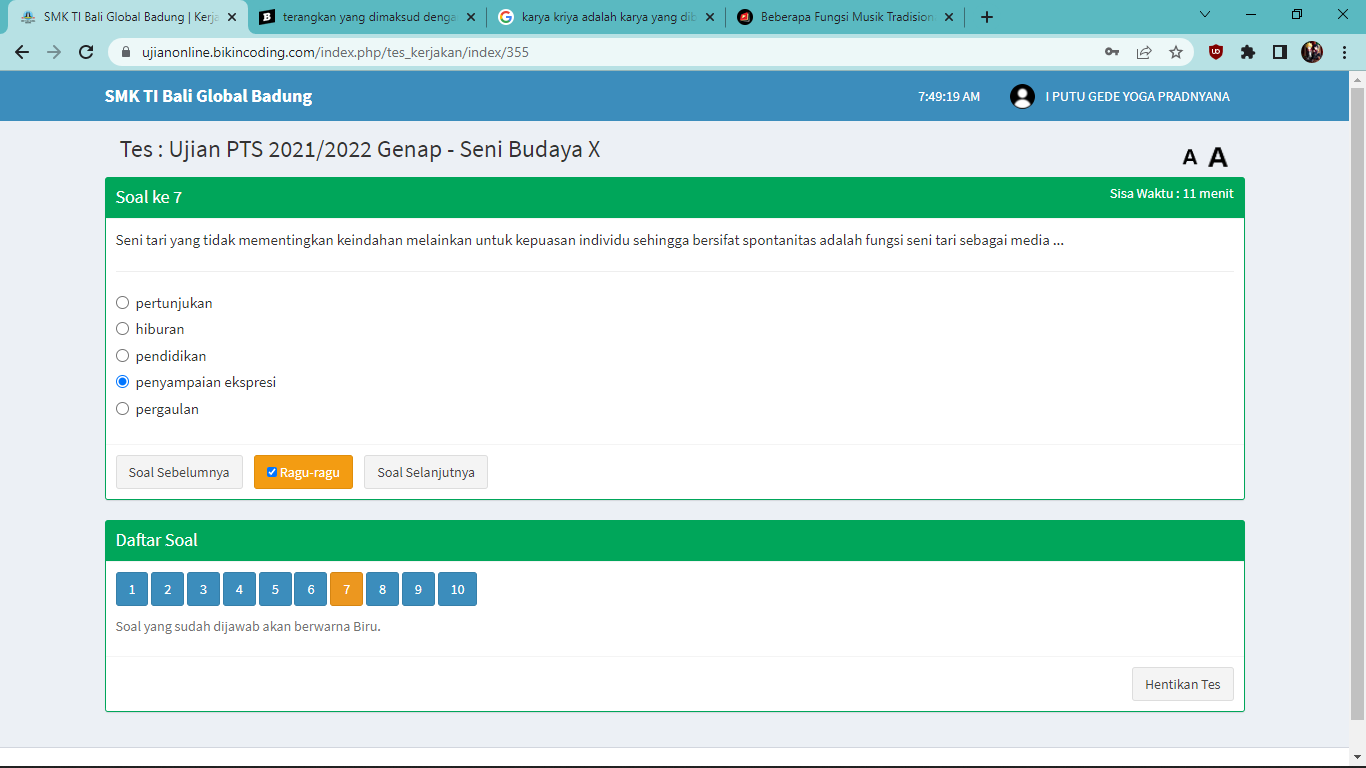 SMK TI Bali Global Badung | Kerja
terangkan yang dimaksud denga
karya kriya adalah karya yang dib
Beberapa Fungsi Musik Tradision
ujianonline.bikincoding.com/index.php/tes_kerjakan/index/355
SMK TI Bali Global Badung
7:49:19 AM
I PUTU GEDE YOGA PRADNYANA
Tes : Ujian PTS 2021/2022 Genap - Seni Budaya X
A A
Soal ke 7
Sisa Waktu : 11 menit
Seni tari yang tidak mementingkan keindahan melainkan untuk kepuasan individu sehingga bersifat spontanitas adalah fungsi seni tari sebagai media ...
pertunjukan
hiburan
pendidikan
penyampaian ekspresi
pergaulan
Soal Sebelumnya
Ragu-ragu
Soal Selanjutnya
Daftar Soal
1 2 3 4 5 6 7 8 9 10
Soal yang sudah dijawab akan berwarna Biru.
Hentikan Tes